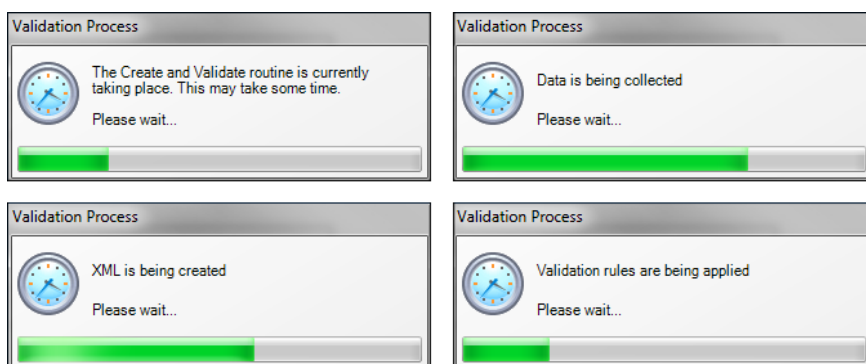 Validation Process
The Create and Validate routine is currently
taking place. This may take some time.
Please wait...
Validation Process
Data is being collected
Please wait...
Validation Process
XML is being created
Please wait...
Validation Process
Validation rules are being applied
Please wait...